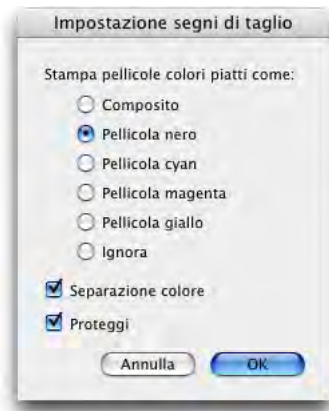 Impostazione segni di taglio
Stampa pellicole colori piatti come:
Composito
Pellicola nero
Pellicola cyan
Pellicola magenta
Pellicola giallo
Ignora
Separazione colore
Proteggi
Annulla OK